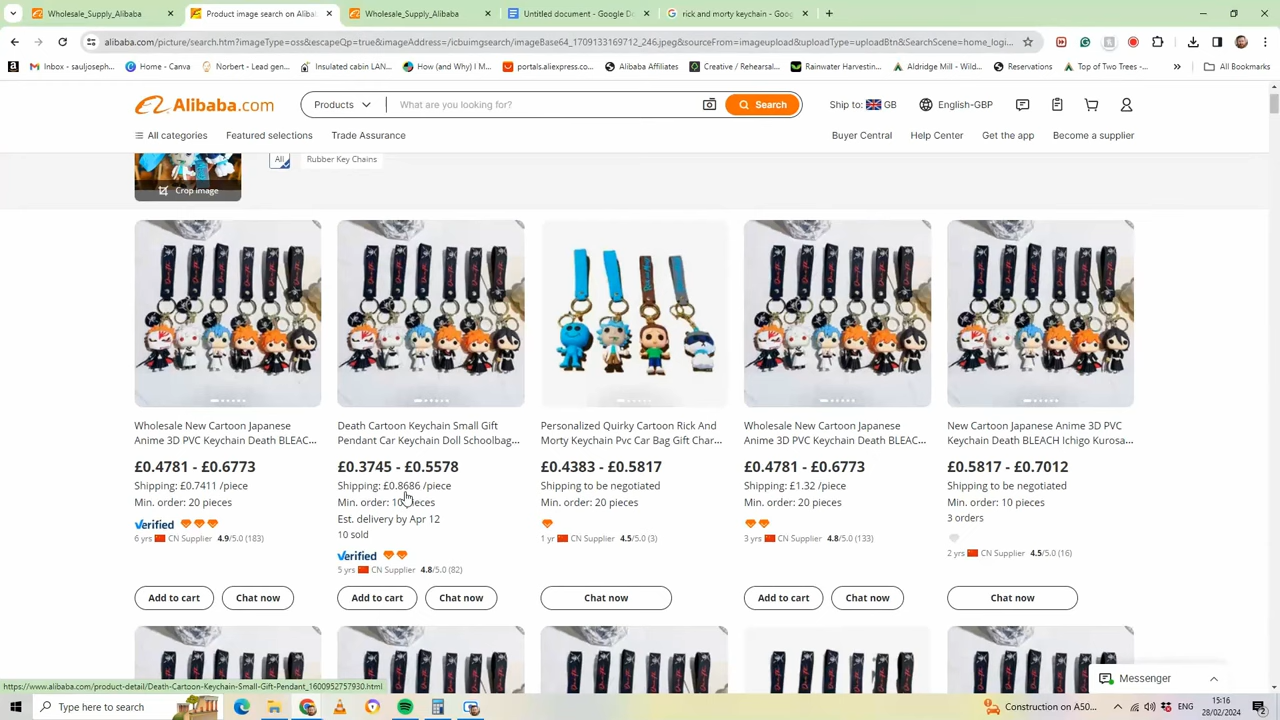 Wholesale_Supply_Alibaba
Product image search on Alibab
Wholesale_Supply_Alibaba
Untitled document - Google Do
rick and morty keychain - Goog
alibaba.com/picture/search.htm?imageType=oss&escapeQp=true&imageAddress=/icbuimgsearch/imageBase64_1709133169712_246.jpeg&sourceFrom=imageupload&uploadType=uploadBtn&SearchScene=home_logi...
Inbox - sauljoseph...
Home - Canva
Norbert - Lead gen...
Insulated cabin LAN...
How (and Why) I M...
portals.aliexpress.co...
Alibaba Affiliates
Creative / Rehearsal...
Rainwater Harvestin...
Aldridge Mill - Wild...
Reservations
Top of Two Trees -...
All Bookmarks
Alibaba.com
Products
What are you looking for?
Search
Ship to: GB
English-GBP
All categories
Featured selections
Trade Assurance
Buyer Central
Help Center
Get the app
Become a supplier
Crop image
All
Rubber Key Chains
Wholesale New Cartoon Japanese
Anime 3D PVC Keychain Death BLEAC...
£0.4781 - £0.6773
Shipping: £0.7411 /piece
Min. order: 20 pieces
Verified
6 yrs CN Supplier 4.9/5.0 (183)
Add to cart
Chat now
Death Cartoon Keychain Small Gift
Pendant Car Keychain Doll Schoolbag...
£0.3745 - £0.5578
Shipping: £0.8686 /piece
Min. order: 10 pieces
Est. delivery by Apr 12
10 sold
Verified
5 yrs CN Supplier 4.8/5.0 (82)
Add to cart
Chat now
Personalized Quirky Cartoon Rick And
Morty Keychain Pvc Car Bag Gift Char...
£0.4383 - £0.5817
Shipping to be negotiated
Min. order: 20 pieces
1 yr CN Supplier 4.5/5.0 (3)
Chat now
Wholesale New Cartoon Japanese
Anime 3D PVC Keychain Death BLEAC...
£0.4781 - £0.6773
Shipping: £1.32 /piece
Min. order: 20 pieces
3 yrs CN Supplier 4.8/5.0 (133)
Add to cart
Chat now
New Cartoon Japanese Anime 3D PVC
Keychain Death BLEACH Ichigo Kurosa...
£0.5817 - £0.7012
Shipping to be negotiated
Min. order: 10 pieces
3 orders
2 yrs CN Supplier 4.5/5.0 (16)
Chat now
Messenger
https://www.alibaba.com/product-detail/Death-Cartoon-Keychain-Small-Gift-Pendant_1600952757930.html
Type here to search
Construction on A50...
ENG
15:16
28/02/2024